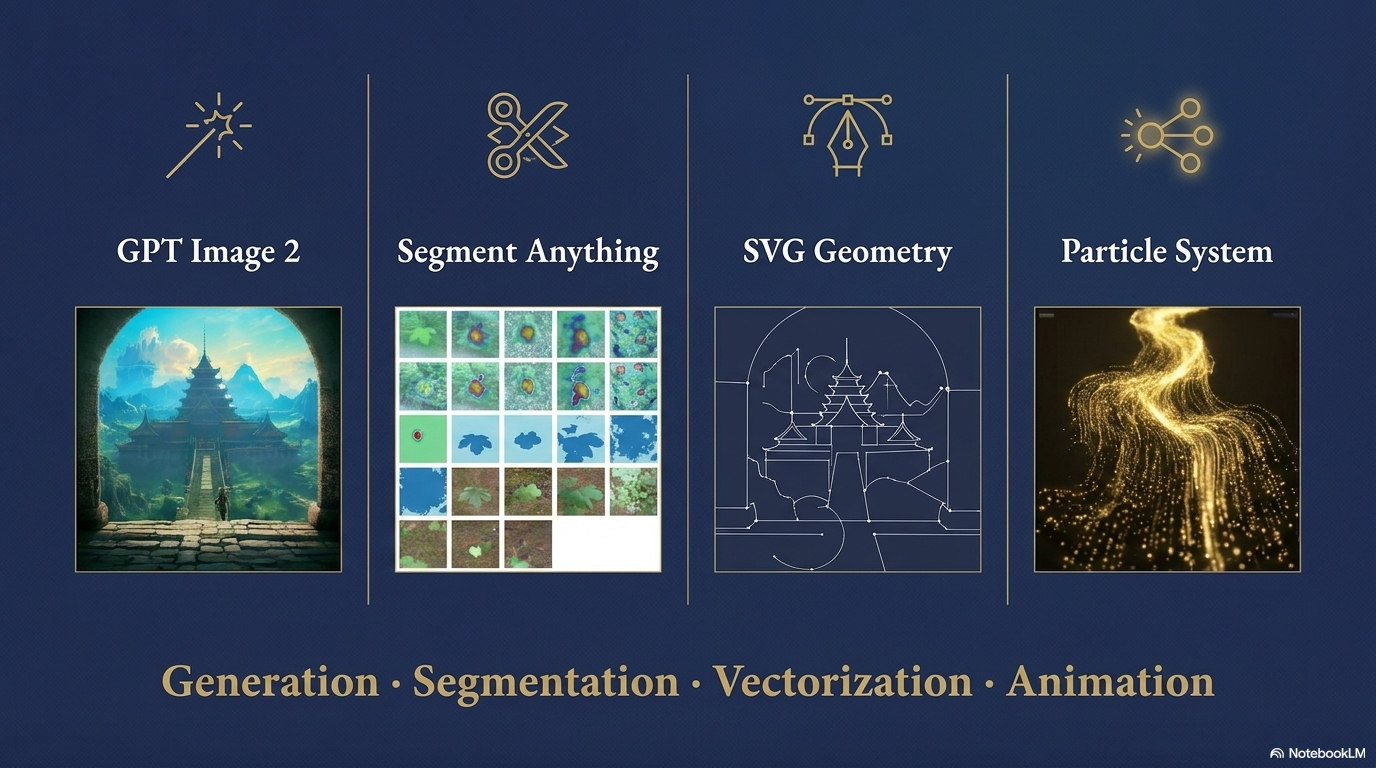 GPT Image 2
Segment Anything
SVG Geometry
Particle System
Generation · Segmentation · Vectorization · Animation
NotebookLM